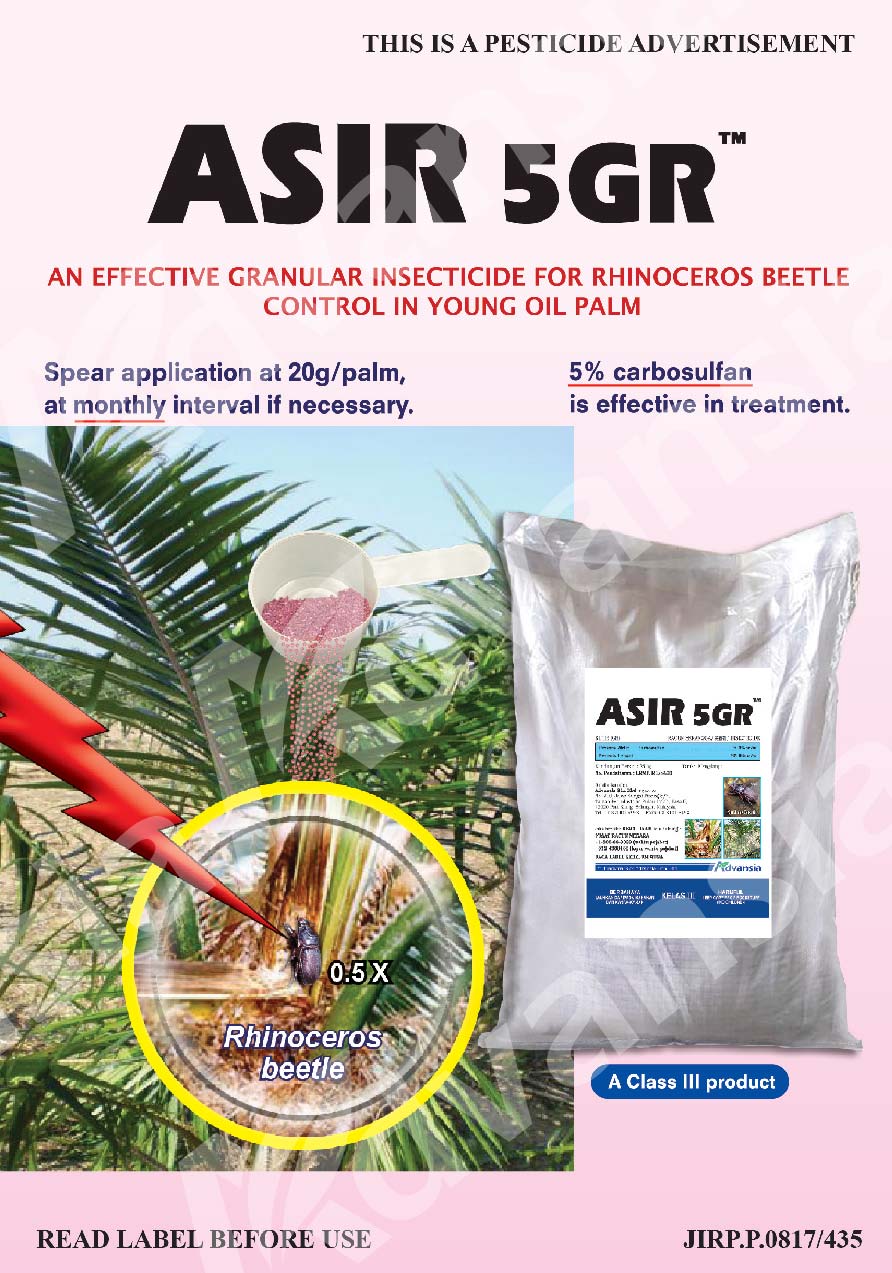 THIS IS A PESTICIDE ADVERTISEMENT
ASIR 5GR™
AN EFFECTIVE GRANULAR INSECTICIDE FOR RHINOCEROS BEETLE
CONTROL IN YOUNG OIL PALM
Spear application at 20g/palm,
at monthly interval if necessary.
5% carbosulfan
is effective in treatment.
ASIR 5GR™
Advansia
KELAS III
0.5 X
Rhinoceros
beetle
A Class III product
READ LABEL BEFORE USE
JIRP.P.0817/435